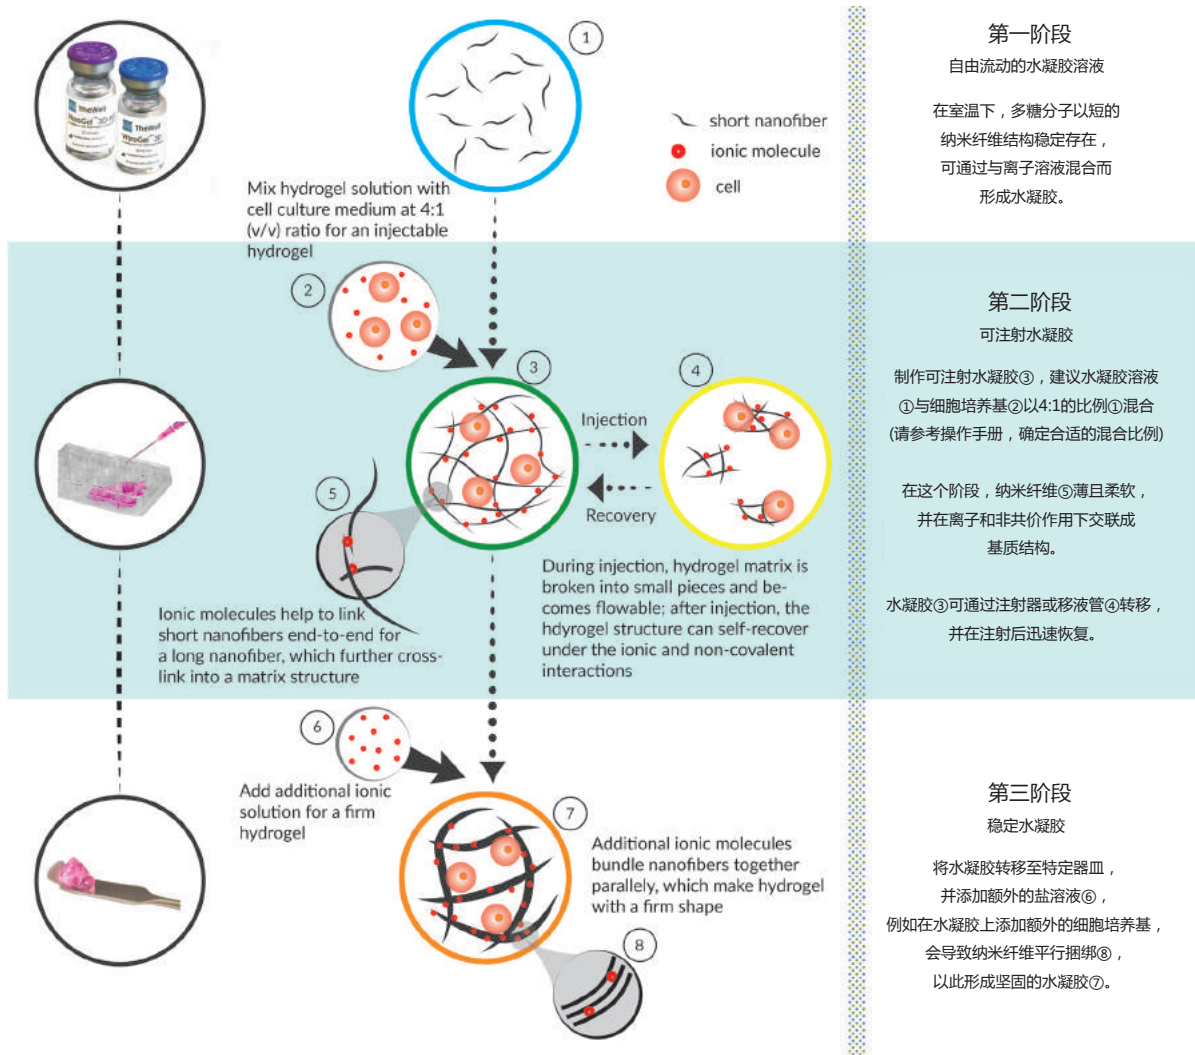 TheWell
VitroGel™ 3D
TheWell
VitroGel™ 3D
①
short nanofiber
ionic molecule
cell
Mix hydrogel solution with
cell culture medium at 4:1
(v/v) ratio for an injectable
hydrogel
②
③
④
Injection
Recovery
⑤
Ionic molecules help to link
short nanofibers end-to-end for
a long nanofiber, which further cross-
link into a matrix structure
During injection, hydrogel matrix is
broken into small pieces and be-
comes flowable; after injection, the
hdyrogel structure can self-recover
under the ionic and non-covalent
interactions
⑥
Add additional ionic
solution for a firm
hydrogel
⑦
Additional ionic molecules
bundle nanofibers together
parallely, which make hydrogel
with a firm shape
⑧
第一阶段
自由流动的水凝胶溶液
在室温下，多糖分子以短的
纳米纤维结构稳定存在，
可通过与离子溶液混合而
形成水凝胶。
第二阶段
可注射水凝胶
制作可注射水凝胶③，建议水凝胶溶液
①与细胞培养基②以4:1的比例①混合
(请参考操作手册，确定合适的混合比例)
在这个阶段，纳米纤维⑤薄且柔软，
并在离子和非共价作用下交联成
基质结构。
水凝胶③可通过注射器或移液管④转移，
并在注射后迅速恢复。
第三阶段
稳定水凝胶
将水凝胶转移至特定器皿，
并添加额外的盐溶液⑥，
例如在水凝胶上添加额外的细胞培养基，
会导致纳米纤维平行捆绑⑧，
以此形成坚固的水凝胶⑦。